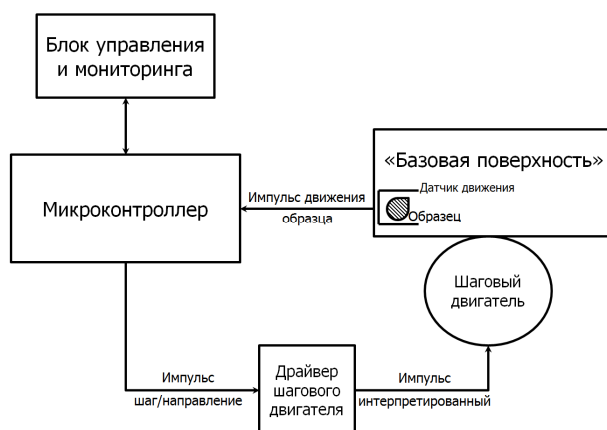 Блок управления
и мониторинга
«Базовая поверхность»
Датчик движения
Образец
Микроконтроллер
Импульс движения
образца
Шаговый
двигатель
Импульс
шаг/направление
Драйвер
шагового
двигателя
Импульс
интерпретированный